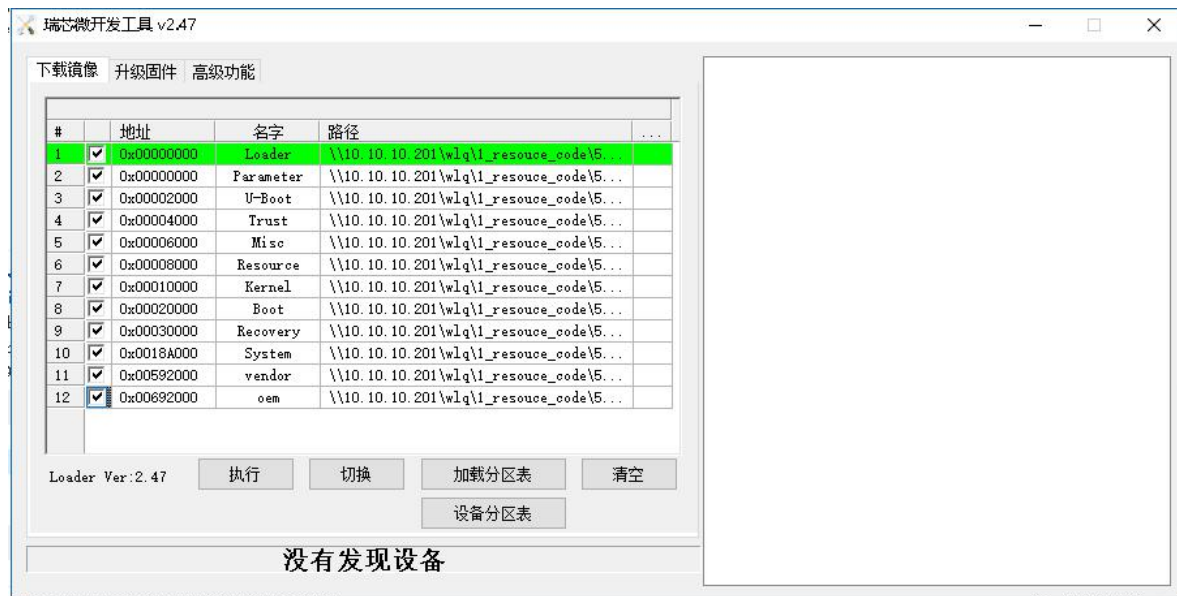 瑞芯微开发工具 v2.47
下载镜像 升级固件 高级功能
# 地址 名字 路径 ...
1 0x00000000 Loader \\10.10.10.201\wlq\1_resouce_code\5...
2 0x00000000 Parameter \\10.10.10.201\wlq\1_resouce_code\5...
3 0x00002000 U-Boot \\10.10.10.201\wlq\1_resouce_code\5...
4 0x00004000 Trust \\10.10.10.201\wlq\1_resouce_code\5...
5 0x00006000 Misc \\10.10.10.201\wlq\1_resouce_code\5...
6 0x00008000 Resource \\10.10.10.201\wlq\1_resouce_code\5...
7 0x00010000 Kernel \\10.10.10.201\wlq\1_resouce_code\5...
8 0x00020000 Boot \\10.10.10.201\wlq\1_resouce_code\5...
9 0x00030000 Recovery \\10.10.10.201\wlq\1_resouce_code\5...
10 0x0018A000 System \\10.10.10.201\wlq\1_resouce_code\5...
11 0x00592000 vendor \\10.10.10.201\wlq\1_resouce_code\5...
12 0x00692000 oem \\10.10.10.201\wlq\1_resouce_code\5...
Loader Ver:2.47 执行 切换 加载分区表 清空
设备分区表
没有发现设备